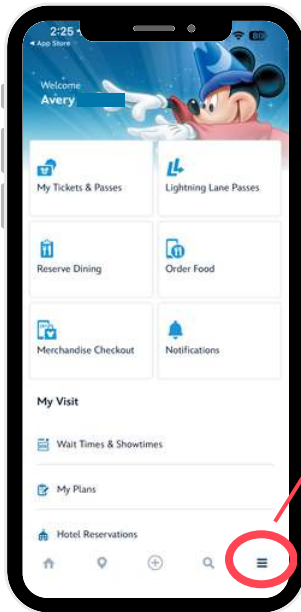 2:25
App Store
80
Welcome
Avery
My Tickets & Passes
Lightning Lane Passes
Reserve Dining
Order Food
Merchandise Checkout
Notifications
My Visit
Wait Times & Showtimes
My Plans
Hotel Reservations